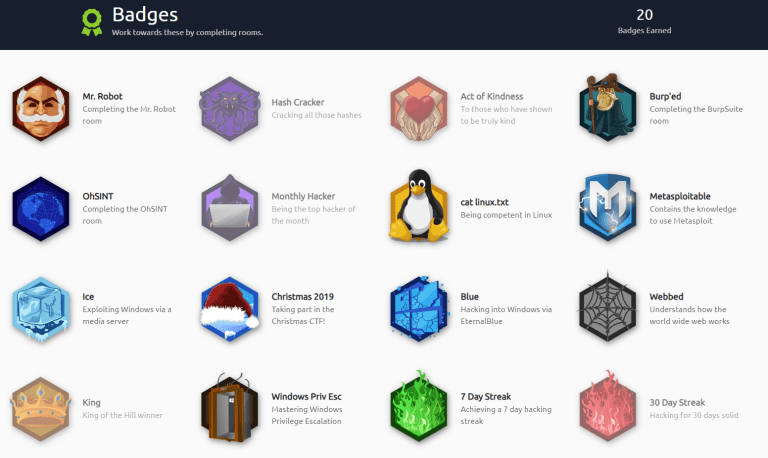 Badges
Work towards these by completing rooms.
20
Badges Earned
Mr. Robot
Completing the Mr. Robot
room
Hash Cracker
Cracking all those hashes
Act of Kindness
To those who have shown
to be truly kind
Burp'ed
Completing the BurpSuite
room
OhSINT
Completing the OhSINT
room
Monthly Hacker
Being the top hacker of
the month
cat linux.txt
Being competent in Linux
Metasploitable
Contains the knowledge
to use Metasploit
Ice
Exploiting Windows via a
media server
Christmas 2019
Taking part in the
Christmas CTF!
Blue
Hacking into Windows via
EternalBlue
Webbed
Understands how the
world wide web works
King
King of the Hill winner
Windows Priv Esc
Mastering Windows
Privilege Escalation
7 Day Streak
Achieving a 7 day hacking
streak
30 Day Streak
Hacking for 30 days solid